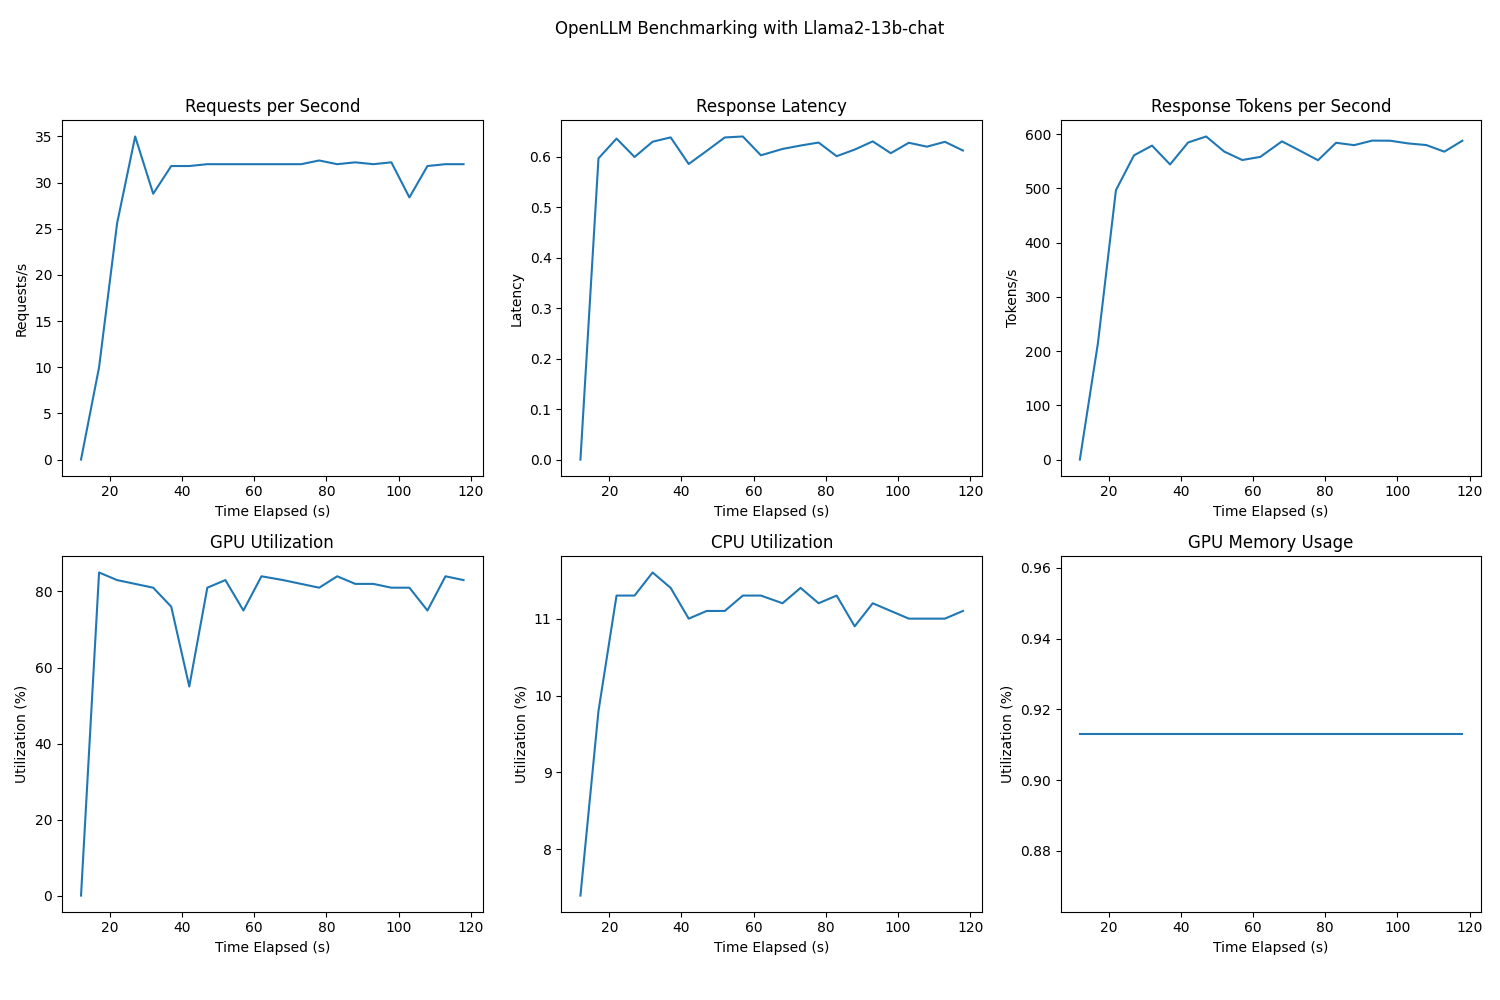 OpenLLM Benchmarking with Llama2-13b-chat
Requests per Second
35
30
25
20
15
10
5
0
Requests/s
20 40 60 80 100 120
Time Elapsed (s)
Response Latency
0.6
0.5
0.4
0.3
0.2
0.1
0.0
Latency
20 40 60 80 100 120
Time Elapsed (s)
Response Tokens per Second
600
500
400
300
200
100
0
Tokens/s
20 40 60 80 100 120
Time Elapsed (s)
GPU Utilization
80
60
40
20
0
Utilization (%)
20 40 60 80 100 120
Time Elapsed (s)
CPU Utilization
11
10
9
8
Utilization (%)
20 40 60 80 100 120
Time Elapsed (s)
GPU Memory Usage
0.96
0.94
0.92
0.90
0.88
Utilization (%)
20 40 60 80 100 120
Time Elapsed (s)